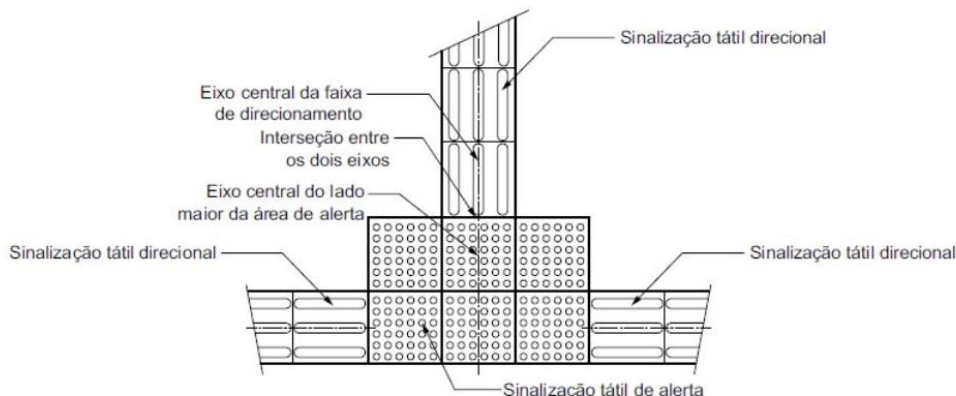 Sinalização tátil direcional
Eixo central da faixa
de direcionamento
Interseção entre
os dois eixos
Eixo central do lado
maior da área de alerta
Sinalização tátil direcional
Sinalização tátil direcional
Sinalização tátil de alerta